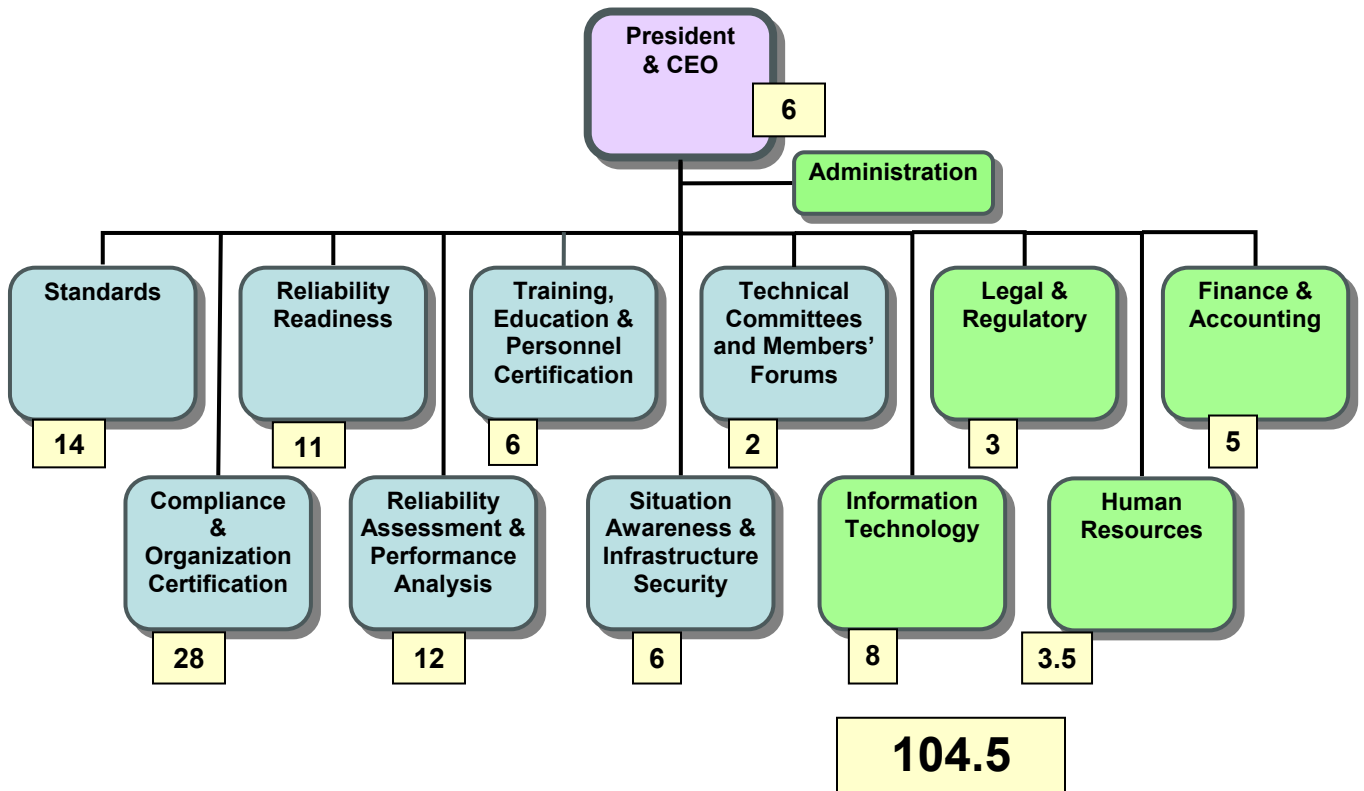 President
& CEO
6
Administration
Standards
14
Reliability
Readiness
11
Training,
Education &
Personnel
Certification
6
Technical
Committees
and Members’
Forums
2
Legal &
Regulatory
3
Finance &
Accounting
5
Compliance
&
Organization
Certification
28
Reliability
Assessment &
Performance
Analysis
12
Situation
Awareness &
Infrastructure
Security
6
Information
Technology
8
Human
Resources
3.5
104.5